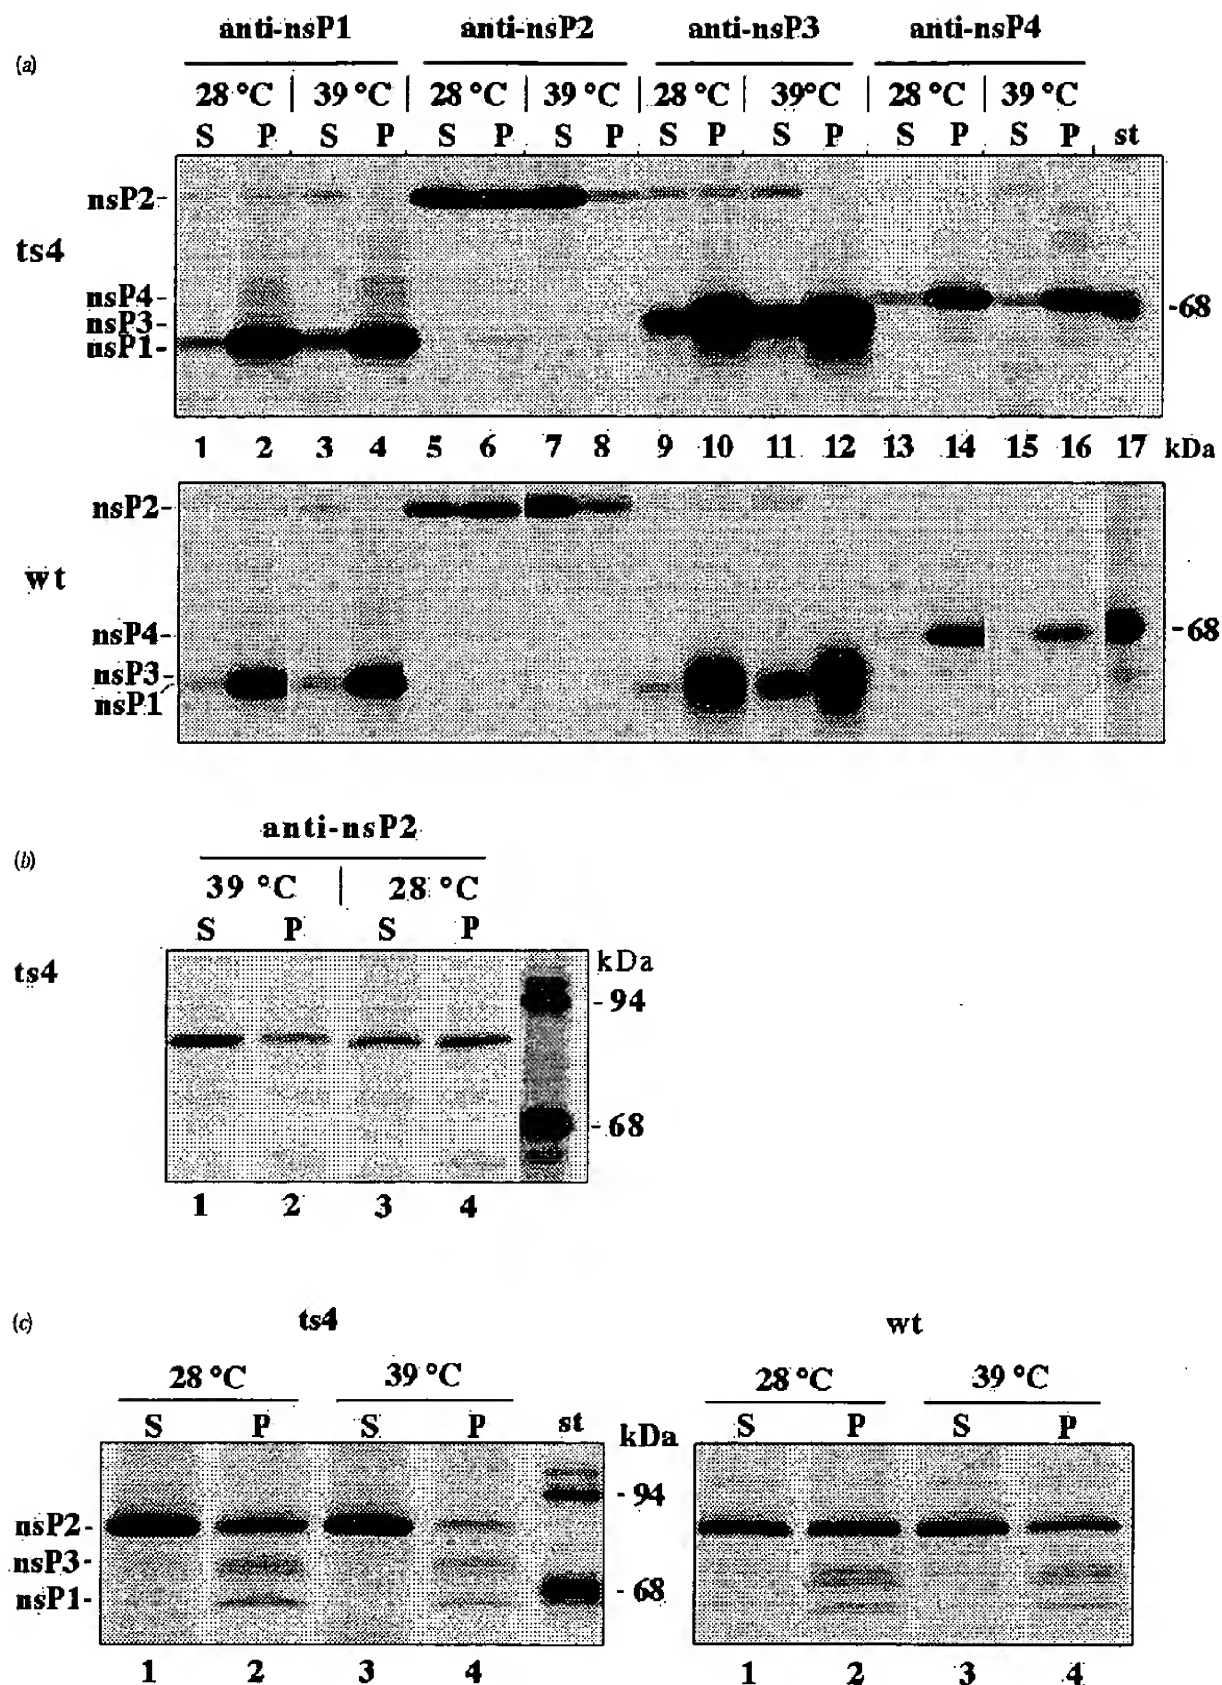 anti-nsP1 anti-nsP2 anti-nsP3 anti-nsP4
(a)
28 °C | 39 °C | 28 °C | 39 °C | 28 °C | 39°C | 28 °C | 39 °C
S P S P S P S P S P S P S P S P st
nsP2-
ts4
nsP4-
nsP3-
nsP1-
-68
1 2 3 4 5 6 7 8 9 10 11 12 13 14 15 16 17 kDa
nsP2-
wt
nsP4-
-68
nsP3
nsP1
anti-nsP2
(b)
39 °C | 28 °C
S P S P
ts4
kDa
-94
-68
1 2 3 4
(c) ts4 wt
28 °C 39 °C 28 °C 39 °C
S P S P st kDa S P S P
-94
nsP2-
nsP3-
nsP1-
-68
1 2 3 4 1 2 3 4